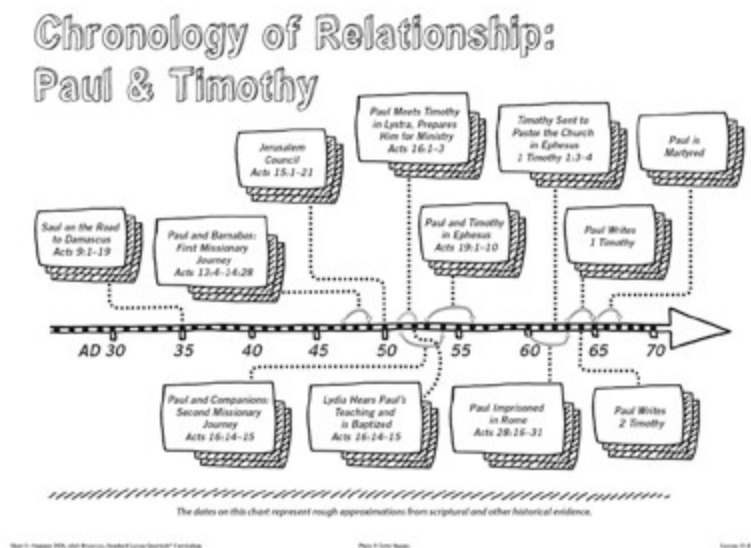 Chronology of Relationship:
Paul & Timothy
Paul Meets Timothy
in Lystra, Prepares
Him for Ministry
Acts 16:1–3
Timothy Sent to
Pastor the Church
in Ephesus
1 Timothy 1:3–4
Jerusalem
Council
Acts 15:1–21
Paul is
Martyred
Saul on the Road
to Damascus
Acts 9:1–19
Paul and Barnabas:
First Missionary
Journey
Acts 13:4–14:28
Paul and Timothy
in Ephesus
Acts 19:1–10
Paul Writes
1 Timothy
AD 30 35 40 45 50 55 60 65 70
Paul and Companions:
Second Missionary
Journey
Acts 16:14–15
Lydia Hears Paul's
Teaching and
is Baptized
Acts 16:14–15
Paul Imprisoned
in Rome
Acts 28:16–31
Paul Writes
2 Timothy
The dates on this chart represent rough approximations from scriptural and other historical evidence.